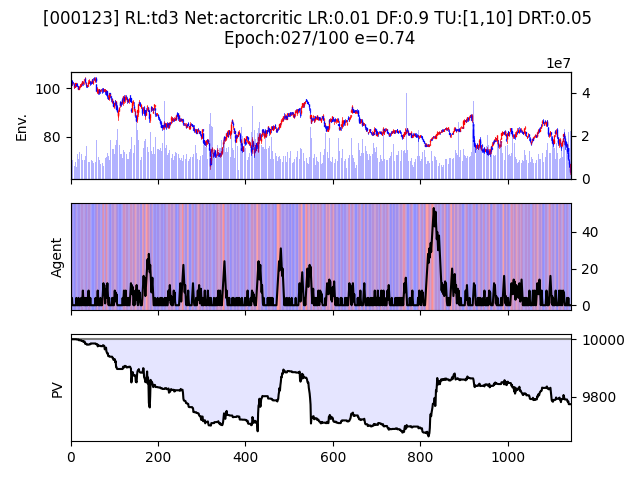 [000123] RL:td3 Net:actorcritic LR:0.01 DF:0.9 TU:[1,10] DRT:0.05
Epoch:027/100 e=0.74
1e7
100
80
Env.
4
2
0
Agent
40
20
0
PV
10000
9800
0
200
400
600
800
1000